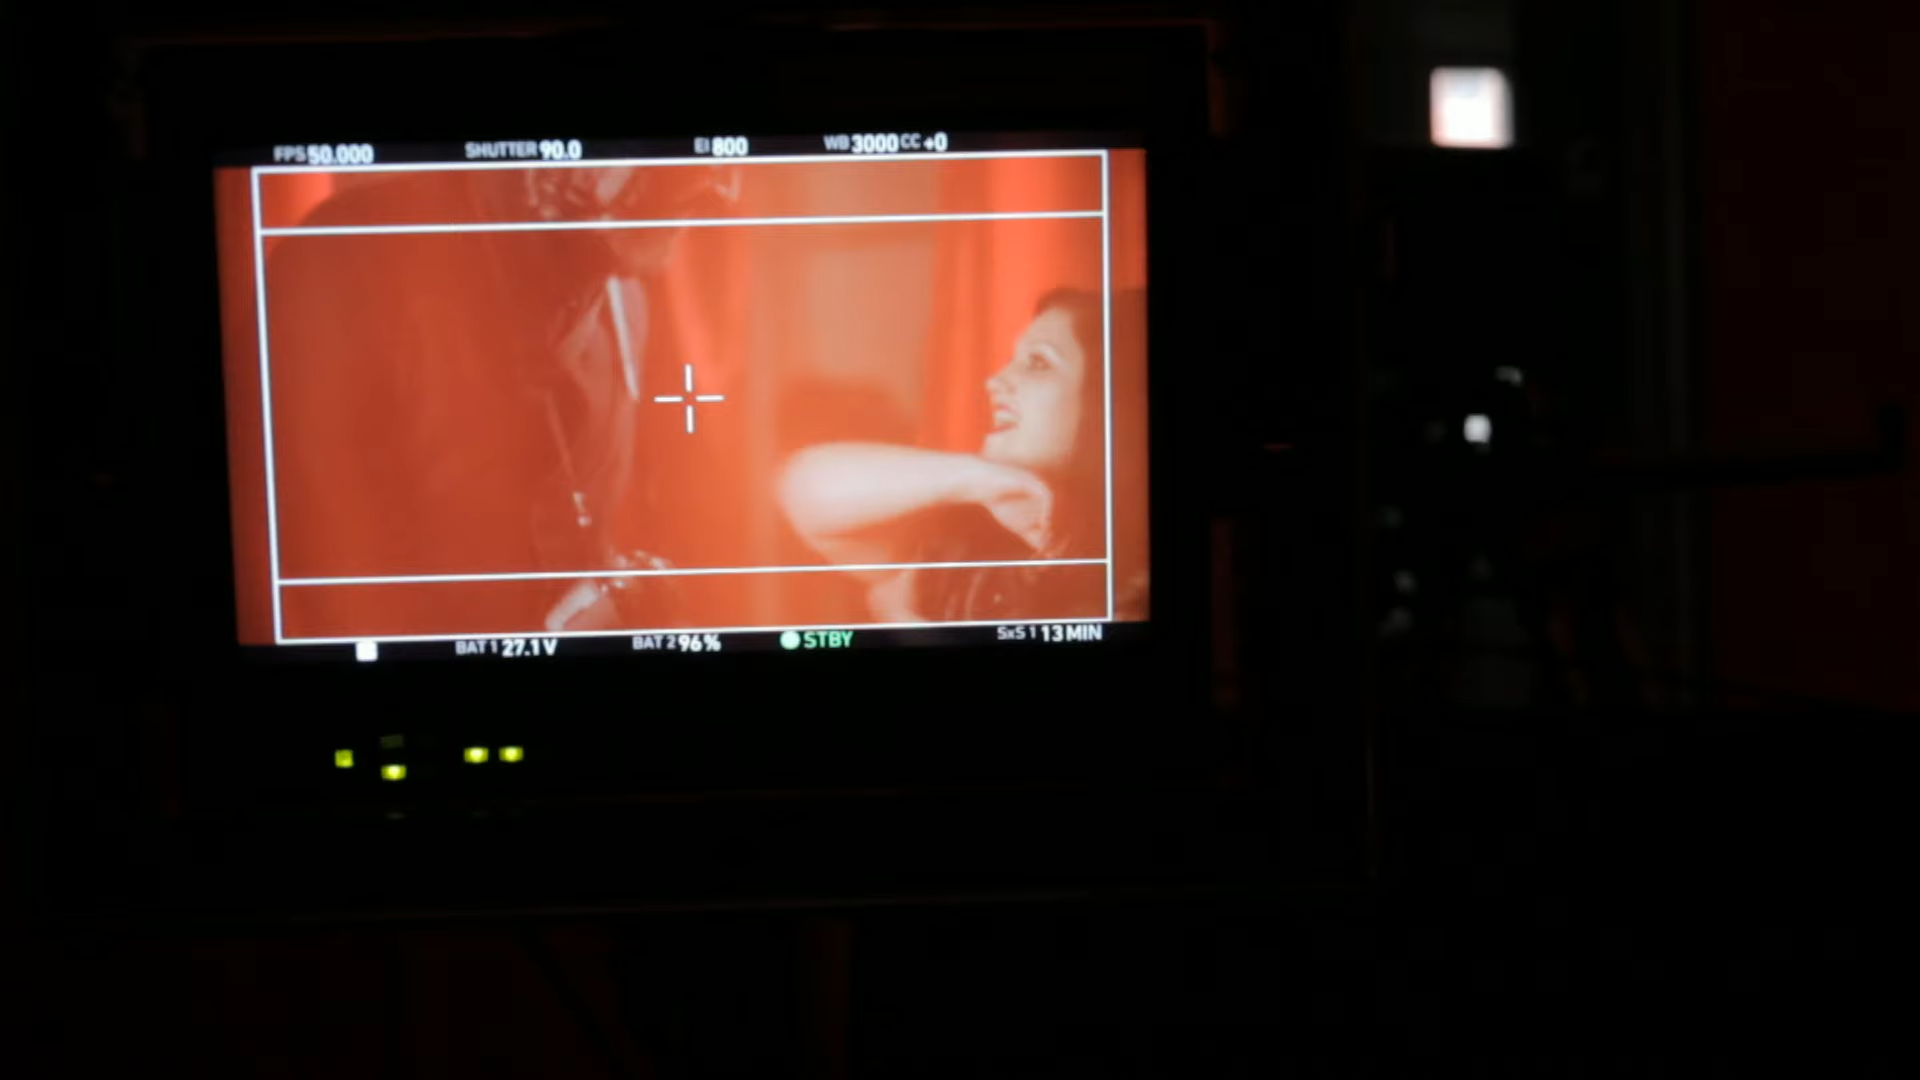 FPS 50.000 SHUTTER 90.0 EI 800 WB 3000 CC +0
BAT 1 27.1 V BAT 2 96% STBY SxS 1 13 MIN